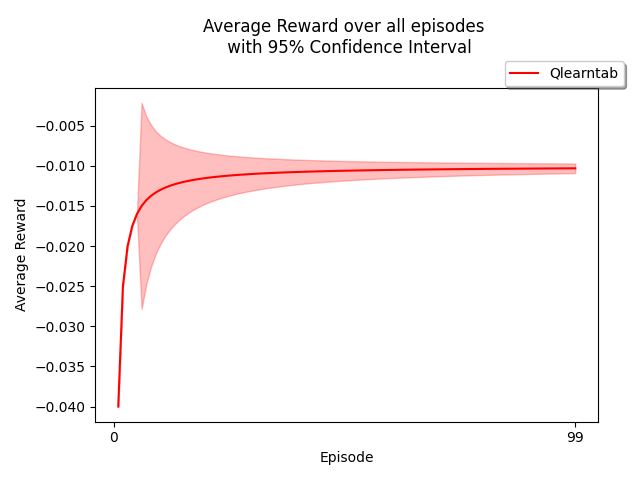 Average Reward over all episodes
with 95% Confidence Interval
Qlearntab
−0.005
−0.010
−0.015
−0.020
−0.025
−0.030
−0.035
−0.040
Average Reward
0
99
Episode